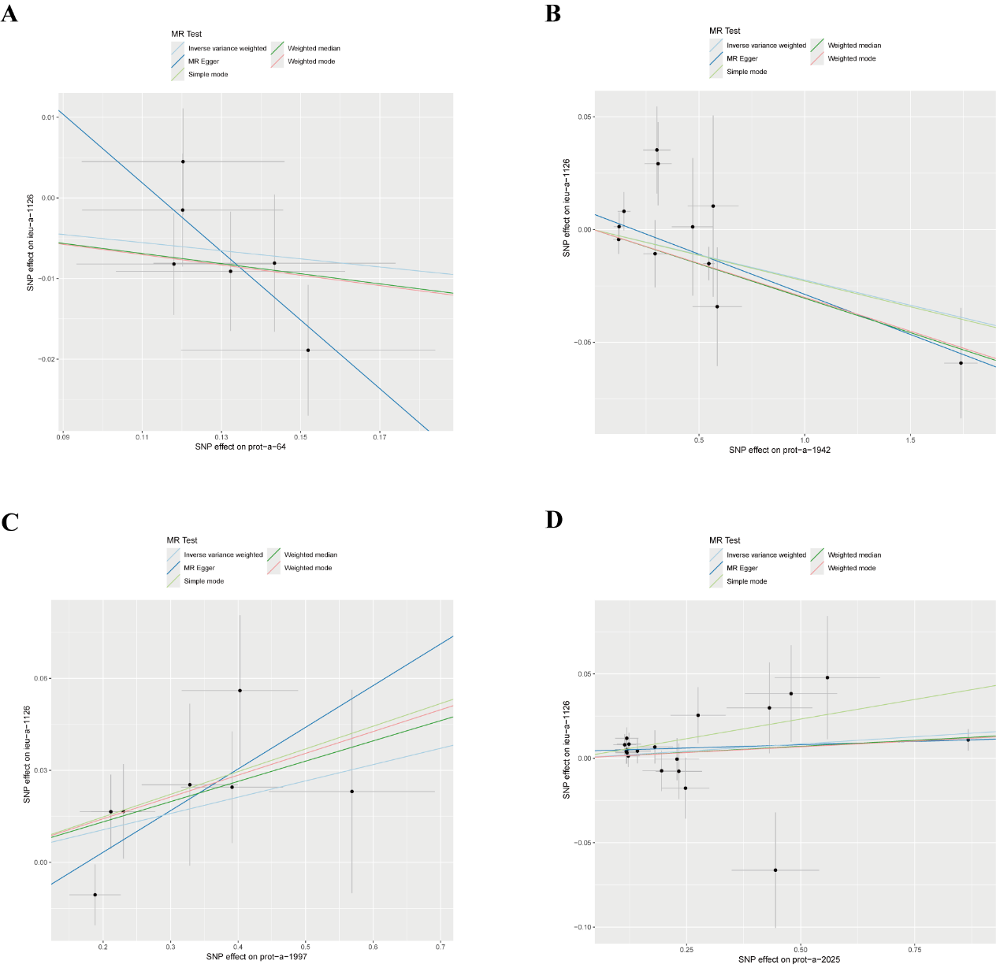 A
MR Test
Inverse variance weighted
Weighted median
MR Egger
Weighted mode
Simple mode
0.01
0.00
−0.01
−0.02
SNP effect on ieu−a−1126
0.09
0.11
0.13
0.15
0.17
SNP effect on prot−a−64
B
MR Test
Inverse variance weighted
Weighted median
MR Egger
Weighted mode
Simple mode
0.05
0.00
−0.05
SNP effect on ieu−a−1126
0.5
1.0
1.5
SNP effect on prot−a−1942
C
MR Test
Inverse variance weighted
Weighted median
MR Egger
Weighted mode
Simple mode
0.06
0.03
0.00
SNP effect on ieu−a−1126
0.2
0.3
0.4
0.5
0.6
0.7
SNP effect on prot−a−1997
D
MR Test
Inverse variance weighted
Weighted median
MR Egger
Weighted mode
Simple mode
0.05
0.00
−0.05
−0.10
SNP effect on ieu−a−1126
0.25
0.50
0.75
SNP effect on prot−a−2025